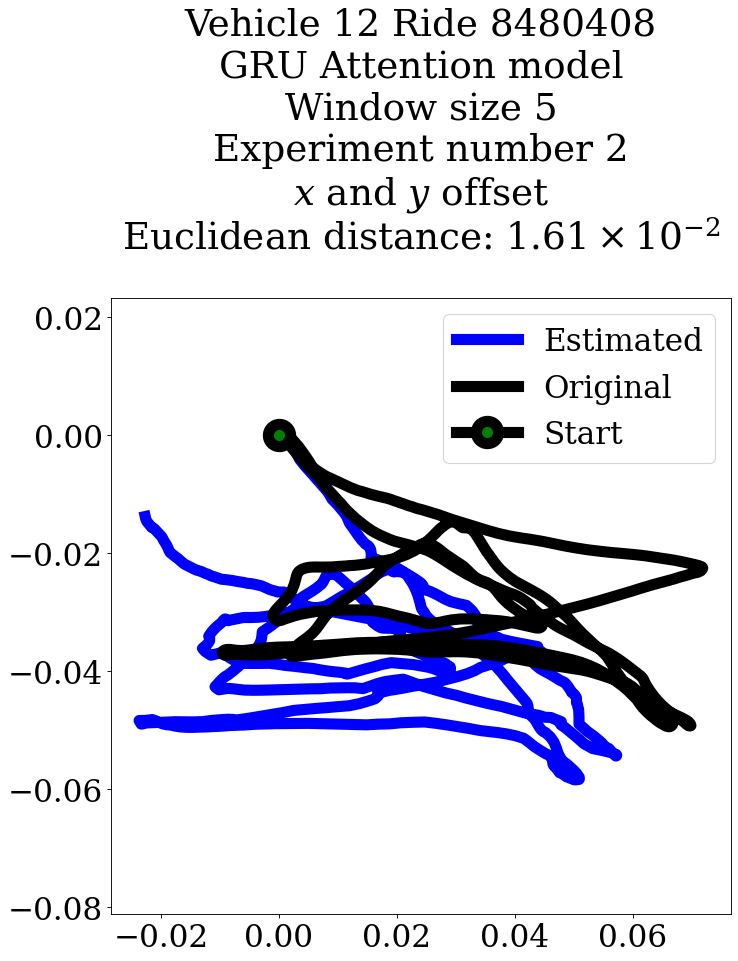 Vehicle 12 Ride 8480408
GRU Attention model
Window size 5
Experiment number 2
x and y offset
Euclidean distance: 1.61 × 10⁻²
0.02
0.00
−0.02
−0.04
−0.06
−0.08
Estimated
Original
Start
−0.02 0.00 0.02 0.04 0.06